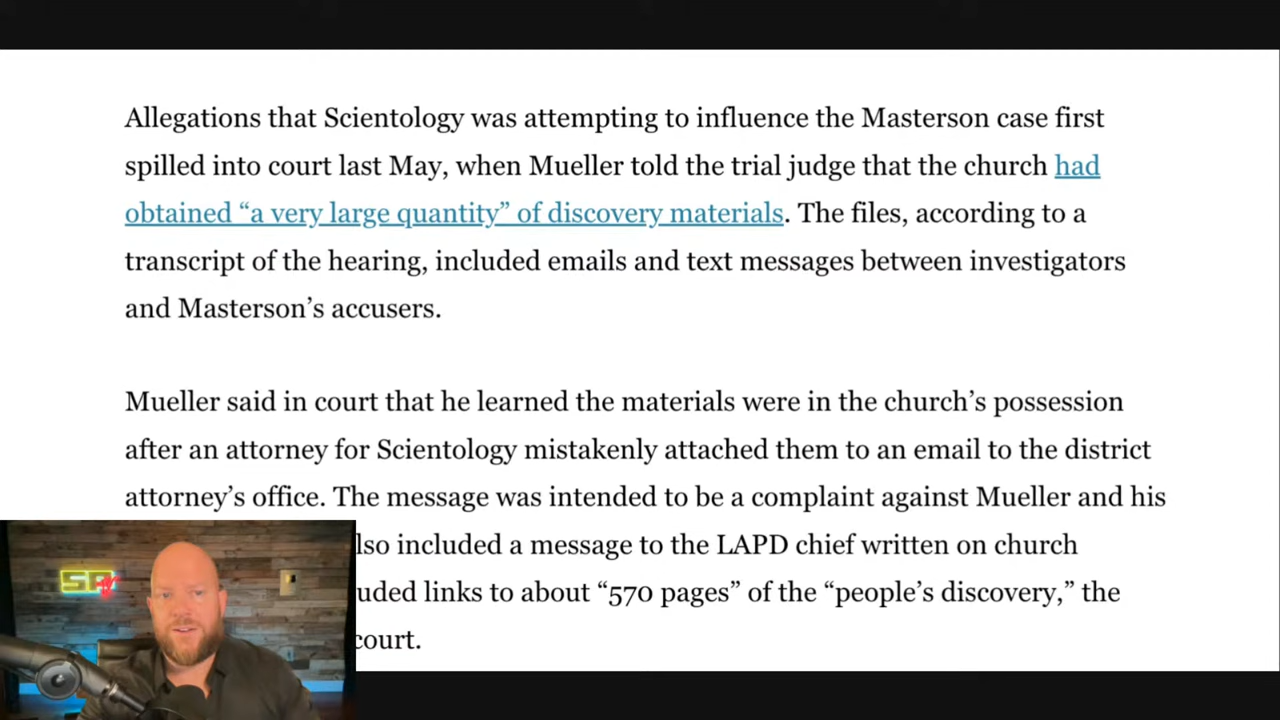 Allegations that Scientology was attempting to influence the Masterson case first
spilled into court last May, when Mueller told the trial judge that the church had
obtained “a very large quantity” of discovery materials. The files, according to a
transcript of the hearing, included emails and text messages between investigators
and Masterson’s accusers.
Mueller said in court that he learned the materials were in the church’s possession
after an attorney for Scientology mistakenly attached them to an email to the district
attorney’s office. The message was intended to be a complaint against Mueller and his
lso included a message to the LAPD chief written on church
uded links to about “570 pages” of the “people’s discovery,” the
court.